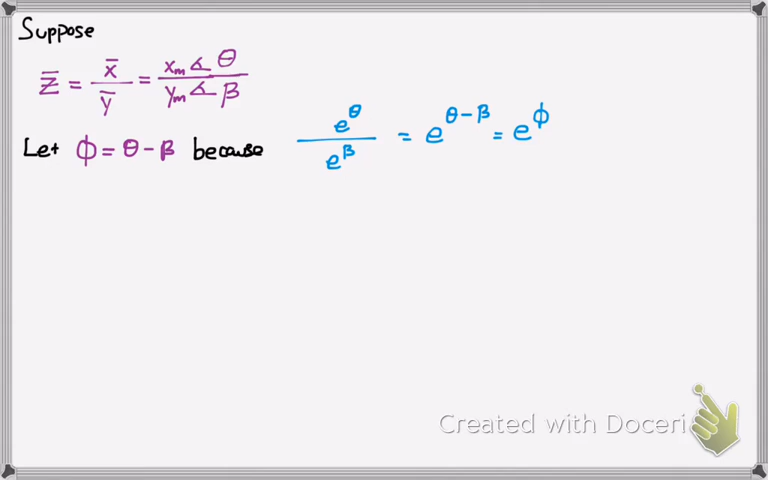 Suppose
z̄ = x̄ / ȳ = xₘ ∡ θ / yₘ ∡ β
Let ϕ = θ - β because e^θ / e^β = e^(θ-β) = e^ϕ
Created with Doceri